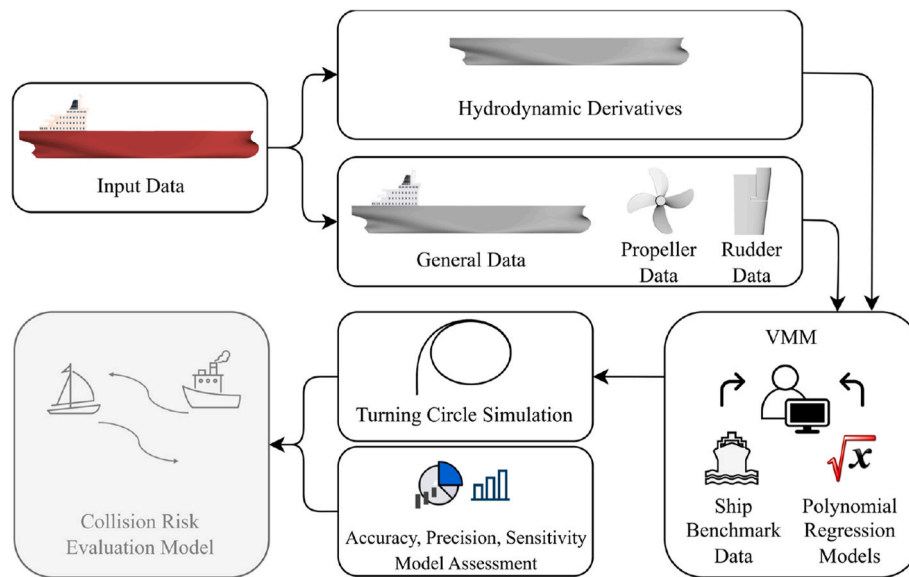 Hydrodynamic Derivatives
Input Data
General Data
Propeller
Data
Rudder
Data
VMM
Ship
Benchmark
Data
Polynomial
Regression
Models
Turning Circle Simulation
Accuracy, Precision, Sensitivity
Model Assessment
Collision Risk
Evaluation Model
√x